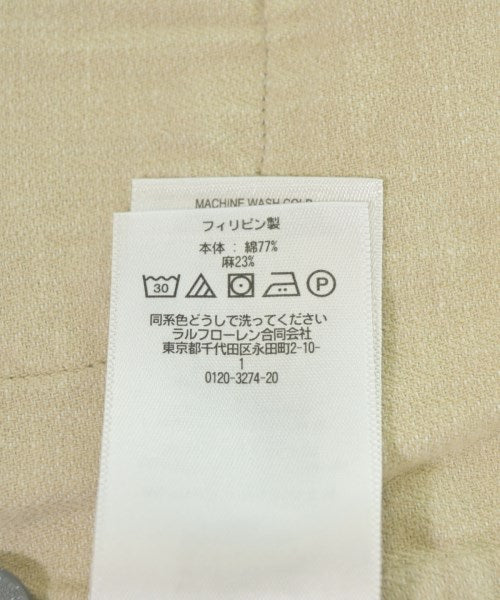 MACHINE WASH COLD
フィリピン製
本体 : 綿77%
麻23%
30 P
同系色どうしで洗ってください
ラルフローレン合同会社
東京都千代田区永田町2-10-
1
0120-3274-20